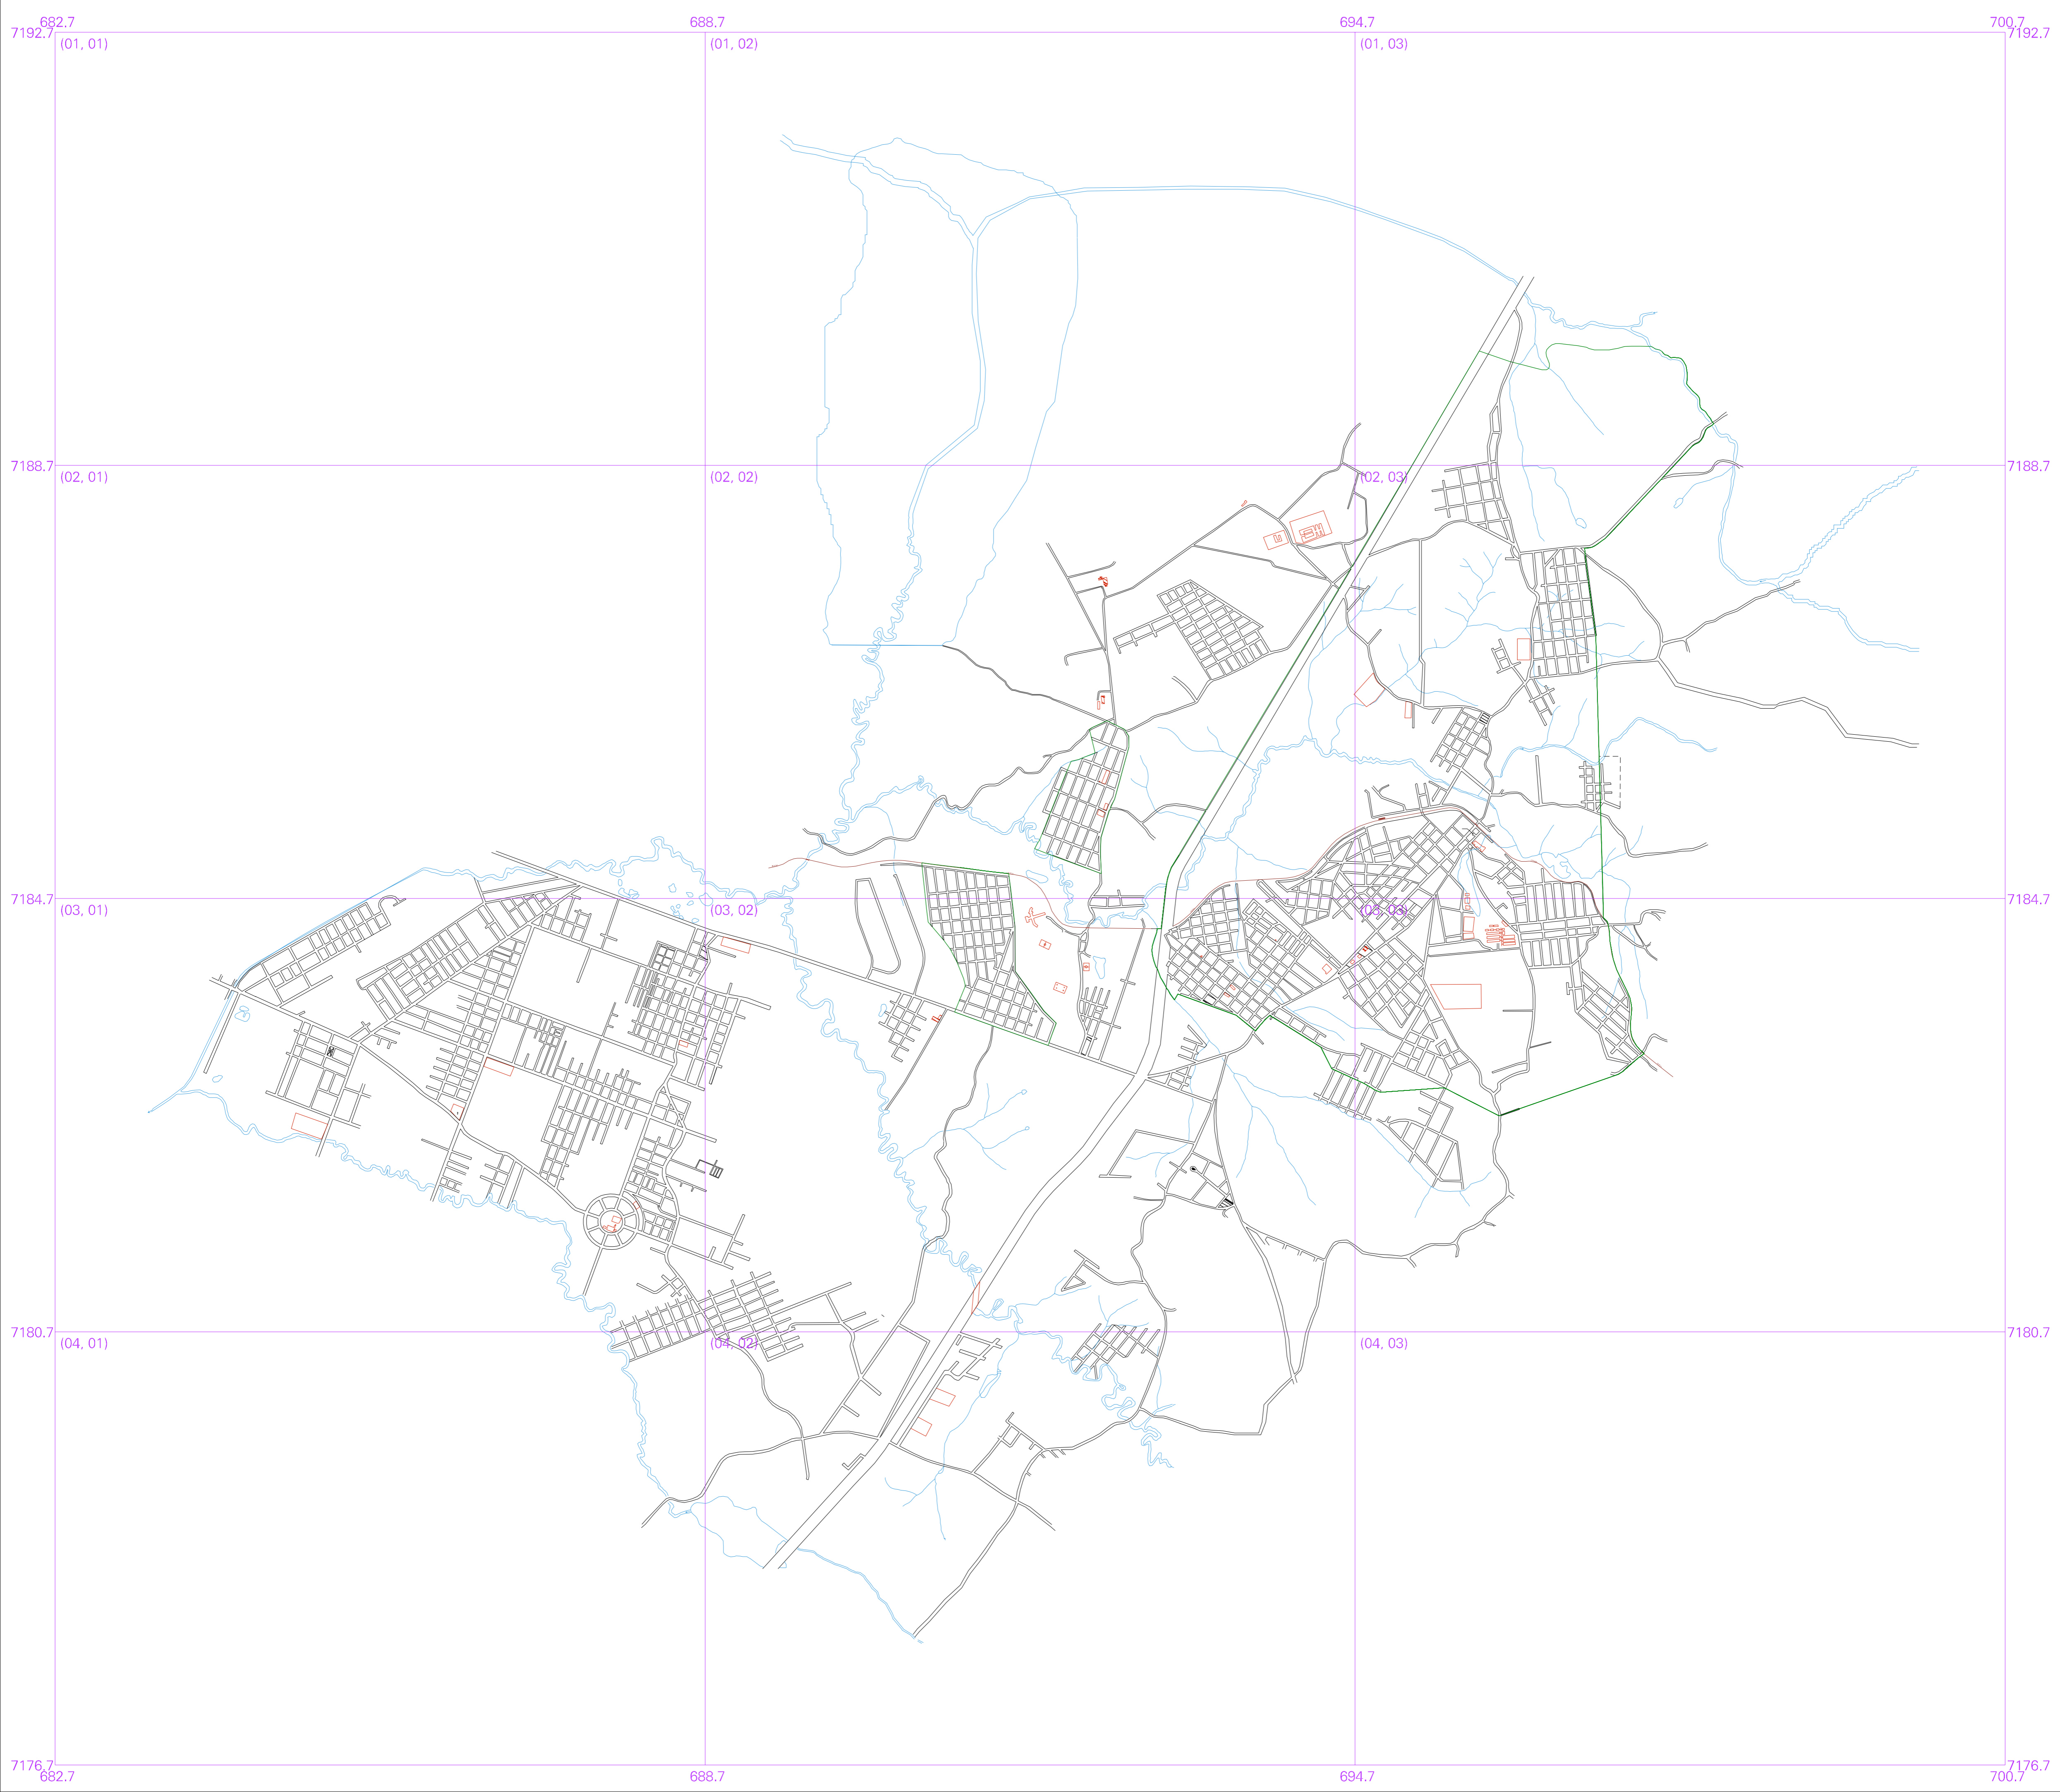 682.7 688.7 694.7 700.7
7192.7 7192.7
(01, 01) (01, 02) (01, 03)
7188.7 7188.7
(02, 01) (02, 02) (02, 03)
7184.7 7184.7
(03, 01) (03, 02) (03, 03)
7180.7 7180.7
(04, 01) (04, 02) (04, 03)
7176.7 7176.7
682.7 688.7 694.7 700.7